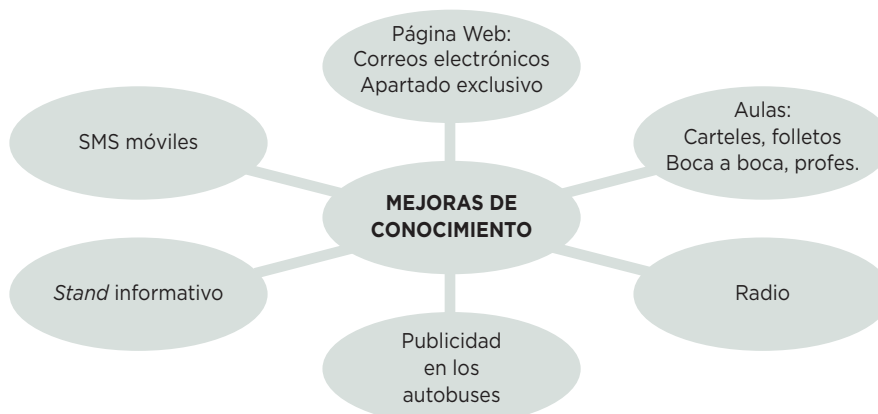 Página Web:
Correos electrónicos
Apartado exclusivo
SMS móviles
Aulas:
Carteles, folletos
Boca a boca, profes.
MEJORAS DE
CONOCIMIENTO
Stand informativo
Radio
Publicidad
en los
autobuses